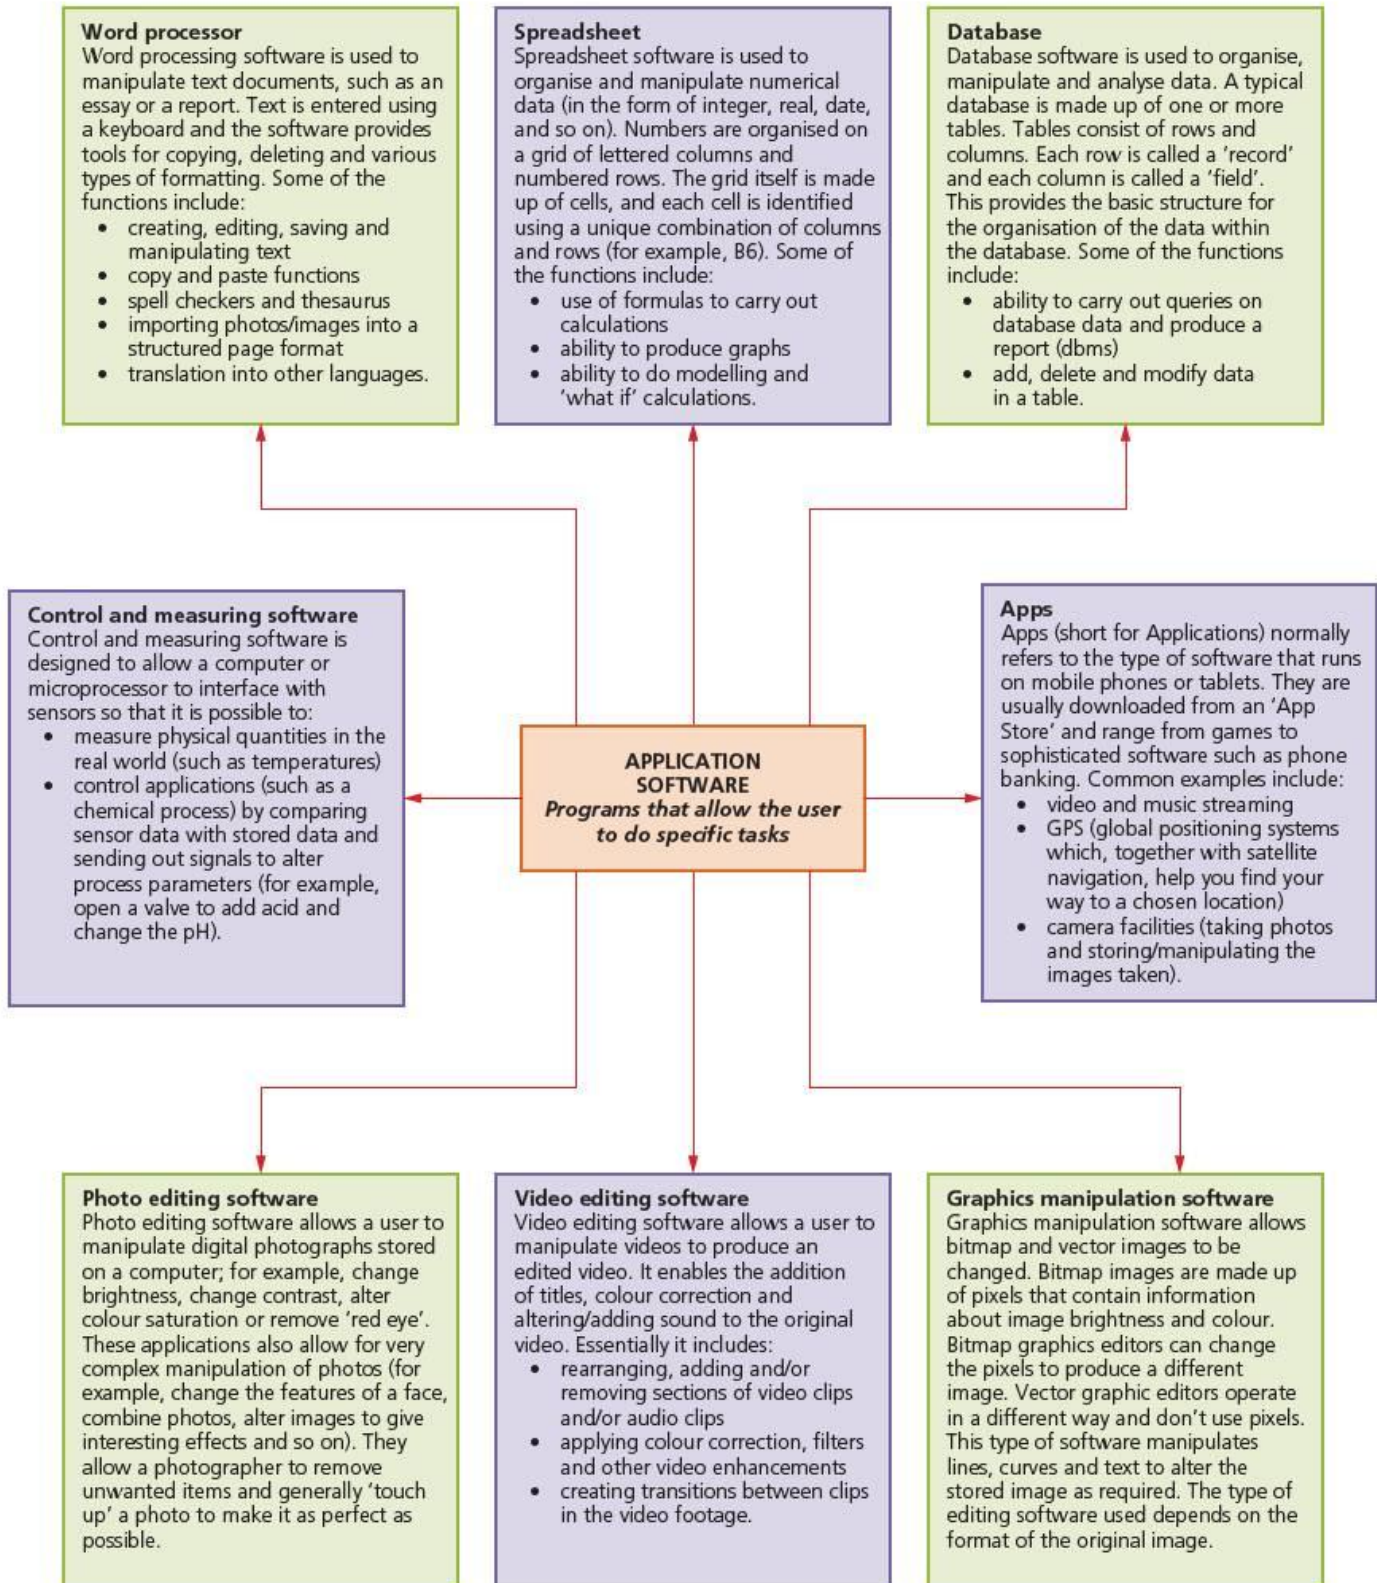 Word processor
Word processing software is used to
manipulate text documents, such as an
essay or a report. Text is entered using
a keyboard and the software provides
tools for copying, deleting and various
types of formatting. Some of the
functions include:
• creating, editing, saving and
manipulating text
• copy and paste functions
• spell checkers and thesaurus
• importing photos/images into a
structured page format
• translation into other languages.
Spreadsheet
Spreadsheet software is used to
organise and manipulate numerical
data (in the form of integer, real, date,
and so on). Numbers are organised on
a grid of lettered columns and
numbered rows. The grid itself is made
up of cells, and each cell is identified
using a unique combination of columns
and rows (for example, B6). Some of
the functions include:
• use of formulas to carry out
calculations
• ability to produce graphs
• ability to do modelling and
'what if' calculations.
Database
Database software is used to organise,
manipulate and analyse data. A typical
database is made up of one or more
tables. Tables consist of rows and
columns. Each row is called a 'record'
and each column is called a 'field'.
This provides the basic structure for
the organisation of the data within
the database. Some of the functions
include:
• ability to carry out queries on
database data and produce a
report (dbms)
• add, delete and modify data
in a table.
Control and measuring software
Control and measuring software is
designed to allow a computer or
microprocessor to interface with
sensors so that it is possible to:
• measure physical quantities in the
real world (such as temperatures)
• control applications (such as a
chemical process) by comparing
sensor data with stored data and
sending out signals to alter
process parameters (for example,
open a valve to add acid and
change the pH).
APPLICATION
SOFTWARE
Programs that allow the user
to do specific tasks
Apps
Apps (short for Applications) normally
refers to the type of software that runs
on mobile phones or tablets. They are
usually downloaded from an 'App
Store' and range from games to
sophisticated software such as phone
banking. Common examples include:
• video and music streaming
• GPS (global positioning systems
which, together with satellite
navigation, help you find your
way to a chosen location)
• camera facilities (taking photos
and storing/manipulating the
images taken).
Photo editing software
Photo editing software allows a user to
manipulate digital photographs stored
on a computer; for example, change
brightness, change contrast, alter
colour saturation or remove 'red eye'.
These applications also allow for very
complex manipulation of photos (for
example, change the features of a face,
combine photos, alter images to give
interesting effects and so on). They
allow a photographer to remove
unwanted items and generally 'touch
up' a photo to make it as perfect as
possible.
Video editing software
Video editing software allows a user to
manipulate videos to produce an
edited video. It enables the addition
of titles, colour correction and
altering/adding sound to the original
video. Essentially it includes:
• rearranging, adding and/or
removing sections of video clips
and/or audio clips
• applying colour correction, filters
and other video enhancements
• creating transitions between clips
in the video footage.
Graphics manipulation software
Graphics manipulation software allows
bitmap and vector images to be
changed. Bitmap images are made up
of pixels that contain information
about image brightness and colour.
Bitmap graphics editors can change
the pixels to produce a different
image. Vector graphic editors operate
in a different way and don't use pixels.
This type of software manipulates
lines, curves and text to alter the
stored image as required. The type of
editing software used depends on the
format of the original image.